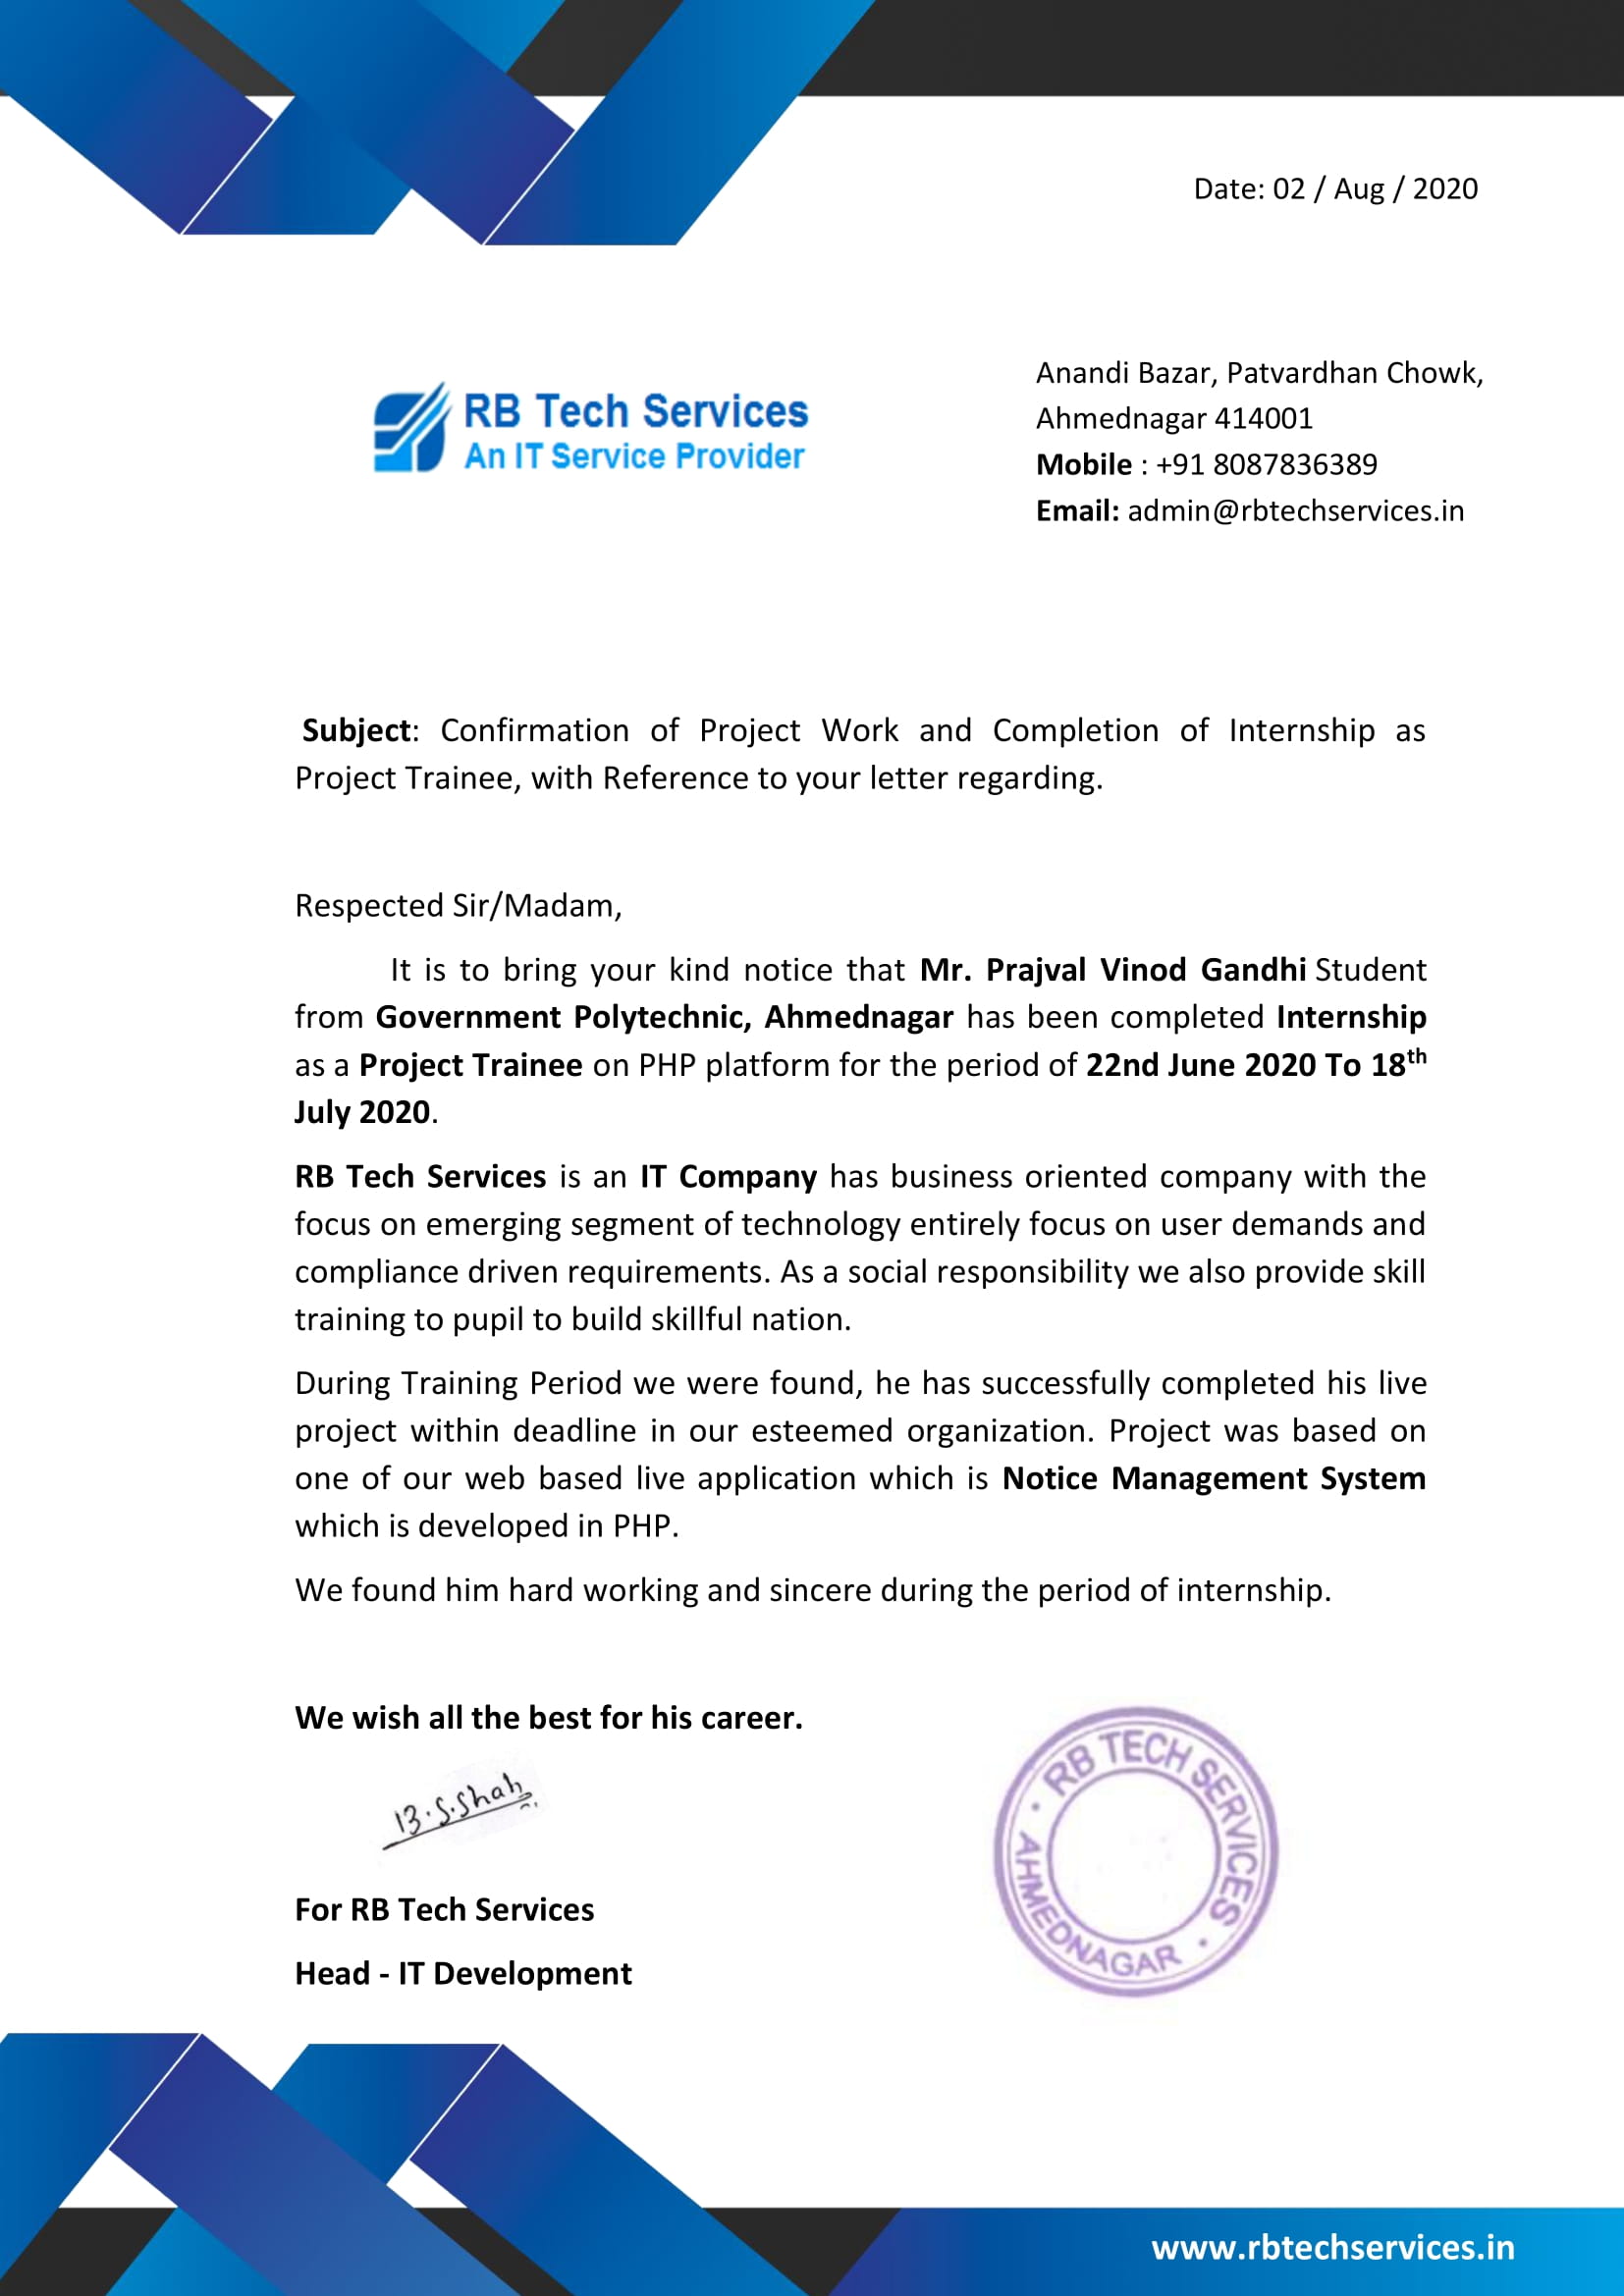 Date: 02 / Aug / 2020
RB Tech Services
An IT Service Provider
Anandi Bazar, Patvardhan Chowk,
Ahmednagar 414001
Mobile : +91 8087836389
Email: admin@rbtechservices.in
Subject: Confirmation of Project Work and Completion of Internship as
Project Trainee, with Reference to your letter regarding.
Respected Sir/Madam,
It is to bring your kind notice that Mr. Prajval Vinod Gandhi Student
from Government Polytechnic, Ahmednagar has been completed Internship
as a Project Trainee on PHP platform for the period of 22nd June 2020 To 18th
July 2020.
RB Tech Services is an IT Company has business oriented company with the
focus on emerging segment of technology entirely focus on user demands and
compliance driven requirements. As a social responsibility we also provide skill
training to pupil to build skillful nation.
During Training Period we were found, he has successfully completed his live
project within deadline in our esteemed organization. Project was based on
one of our web based live application which is Notice Management System
which is developed in PHP.
We found him hard working and sincere during the period of internship.
We wish all the best for his career.
B.S.Shah
For RB Tech Services
Head - IT Development
RB TECH SERVICES
AHMEDNAGAR
www.rbtechservices.in